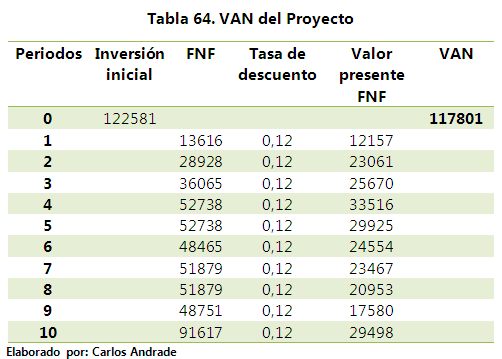 Tabla 64. VAN del Proyecto
Periodos Inversión inicial FNF Tasa de descuento Valor presente FNF VAN
0 122581 117801
1 13616 0,12 12157
2 28928 0,12 23061
3 36065 0,12 25670
4 52738 0,12 33516
5 52738 0,12 29925
6 48465 0,12 24554
7 51879 0,12 23467
8 51879 0,12 20953
9 48751 0,12 17580
10 91617 0,12 29498
Elaborado por: Carlos Andrade